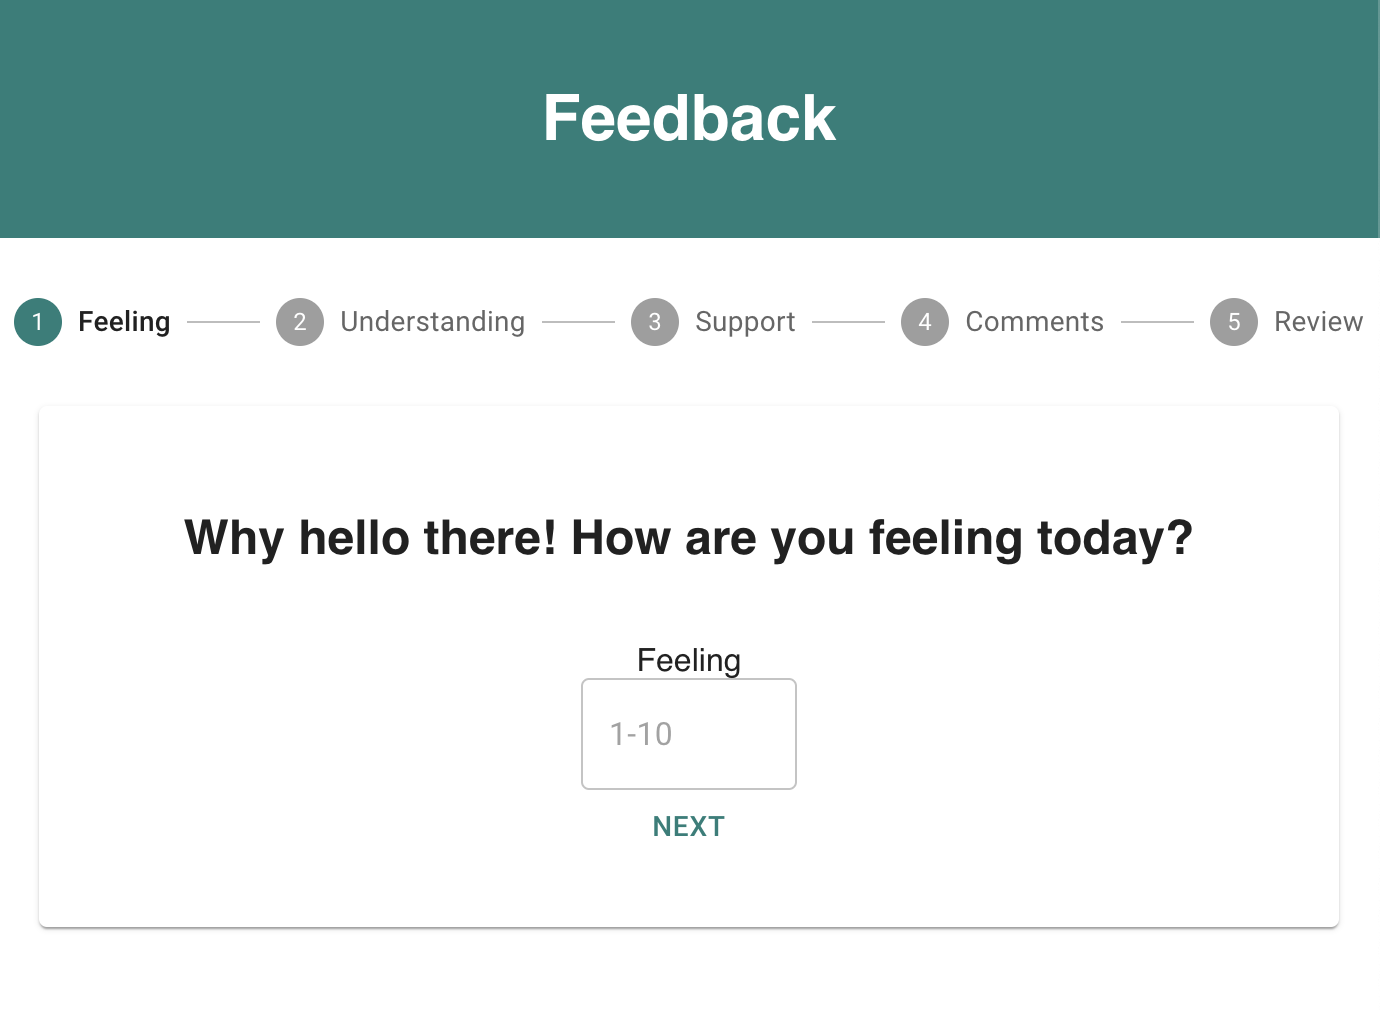 Feedback
1 Feeling 2 Understanding 3 Support 4 Comments 5 Review
Why hello there! How are you feeling today?
Feeling
1-10
NEXT